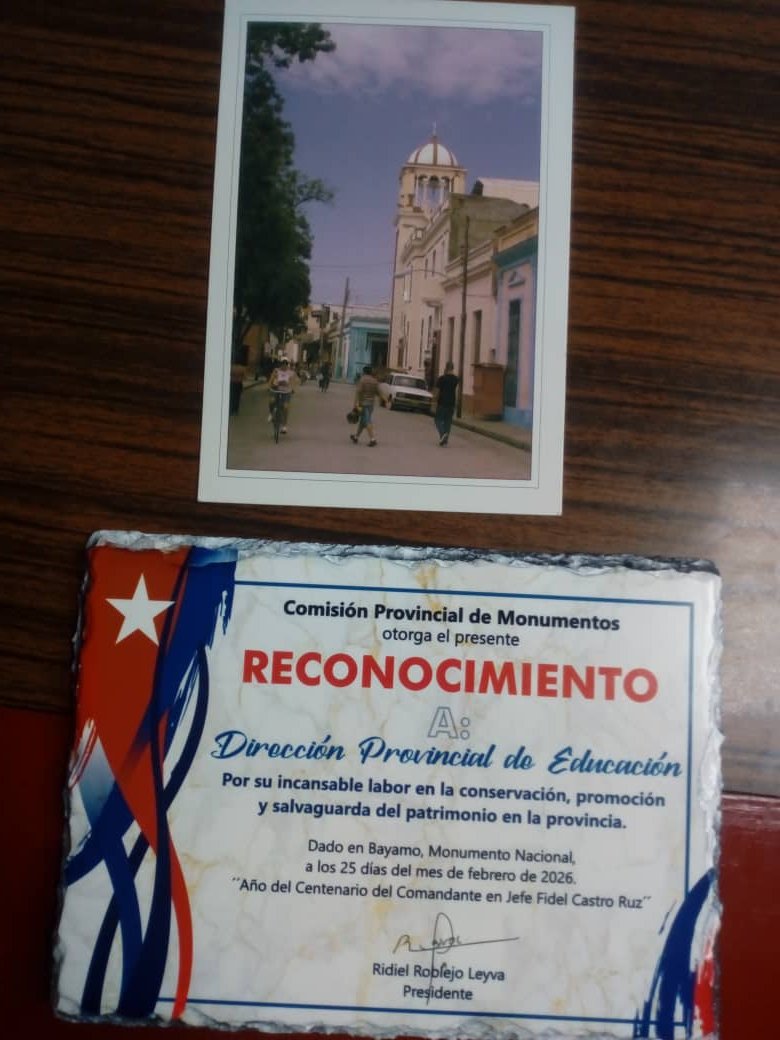 Comisión Provincial de Monumentos
otorga el presente
RECONOCIMIENTO
A:
Dirección Provincial de Educación
Por su incansable labor en la conservación, promoción
y salvaguarda del patrimonio en la provincia.
Dado en Bayamo, Monumento Nacional,
a los 25 días del mes de febrero de 2026.
´´Año del Centenario del Comandante en Jefe Fidel Castro Ruz´´
Ridiel Roblejo Leyva
Presidente